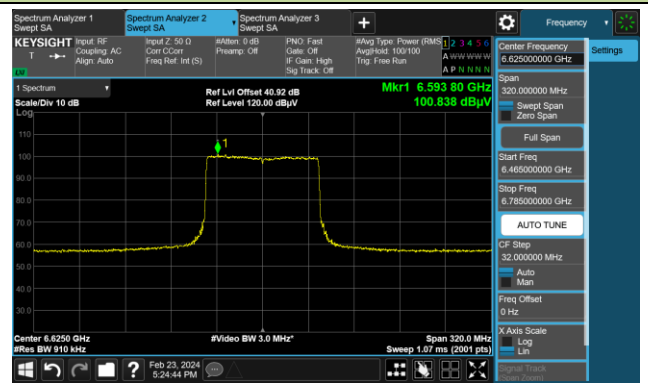 Spectrum Analyzer 1
Swept SA
Spectrum Analyzer 2
Swept SA
Spectrum Analyzer 3
Swept SA
Frequency
KEYSIGHT
T
LW
Input: RF
Coupling: AC
Align: Auto
Input Z: 50 Ω
Corr CCorr
Freq Ref: Int (S)
#Atten: 0 dB
Preamp: Off
PNO: Fast
Gate: Off
IF Gain: High
Sig Track: Off
#Avg Type: Power (RMS)
Avg|Hold: 100/100
Trig: Free Run
1 2 3 4 5 6
A W W W W W
A P N N N N
1 Spectrum
Scale/Div 10 dB
Log
Ref Lvl Offset 40.92 dB
Ref Level 120.00 dBµV
Mkr1 6.593 80 GHz
100.838 dBµV
1
110
100
90.0
80.0
70.0
60.0
50.0
40.0
30.0
Center 6.6250 GHz
#Res BW 910 kHz
#Video BW 3.0 MHz*
Span 320.0 MHz
Sweep 1.07 ms (2001 pts)
Center Frequency
6.625000000 GHz
Span
320.000000 MHz
Swept Span
Zero Span
Full Span
Start Freq
6.465000000 GHz
Stop Freq
6.785000000 GHz
AUTO TUNE
CF Step
32.000000 MHz
Auto
Man
Freq Offset
0 Hz
X Axis Scale
Log
Lin
Signal Track
(Span Zoom)
Settings
?
Feb 23, 2024
5:24:44 PM